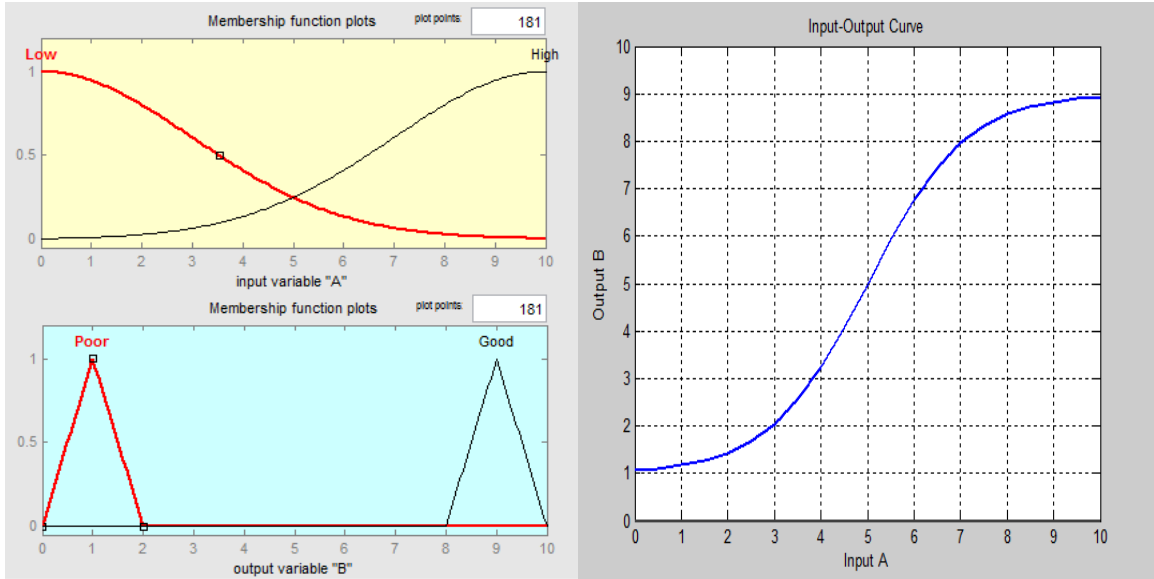 Membership function plots plot points: 181
Low High
1
0.5
0
0 1 2 3 4 5 6 7 8 9 10
input variable "A"
Membership function plots plot points: 181
Poor Good
1
0.5
0
0 1 2 3 4 5 6 7 8 9 10
output variable "B"
Input-Output Curve
10
9
8
7
6
5
4
3
2
1
0
Output B
0 1 2 3 4 5 6 7 8 9 10
Input A